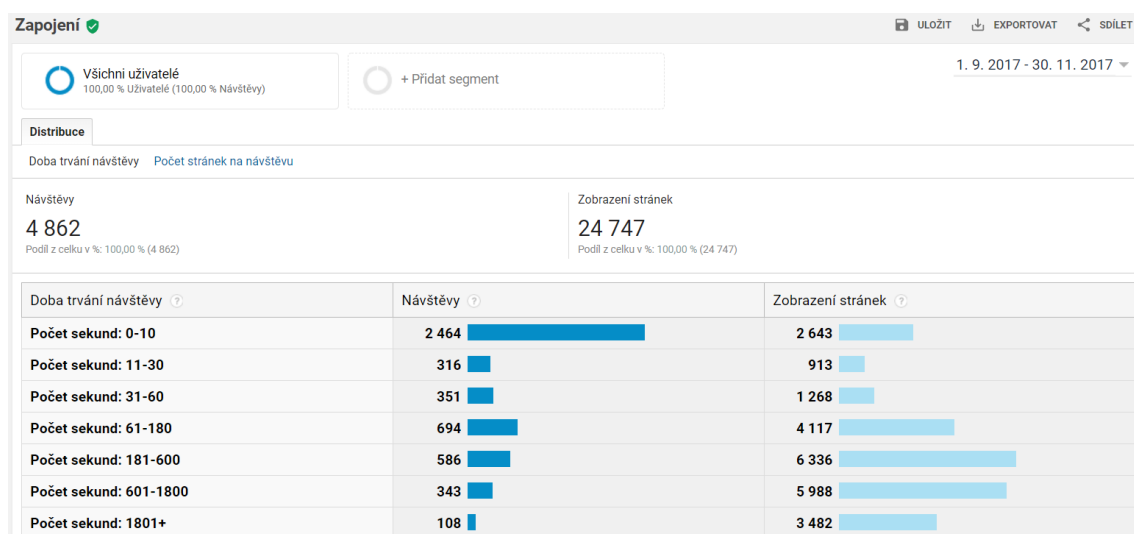 Zapojení
ULOŽIT EXPORTOVAT SDÍLET
Všichni uživatelé
100,00 % Uživatelé (100,00 % Návštěvy)
+ Přidat segment
1. 9. 2017 - 30. 11. 2017
Distribuce
Doba trvání návštěvy Počet stránek na návštěvu
Návštěvy
4 862
Podíl z celku v %: 100,00 % (4 862)
Zobrazení stránek
24 747
Podíl z celku v %: 100,00 % (24 747)
Doba trvání návštěvy ? Návštěvy ? Zobrazení stránek ?
Počet sekund: 0-10 2 464 2 643
Počet sekund: 11-30 316 913
Počet sekund: 31-60 351 1 268
Počet sekund: 61-180 694 4 117
Počet sekund: 181-600 586 6 336
Počet sekund: 601-1800 343 5 988
Počet sekund: 1801+ 108 3 482